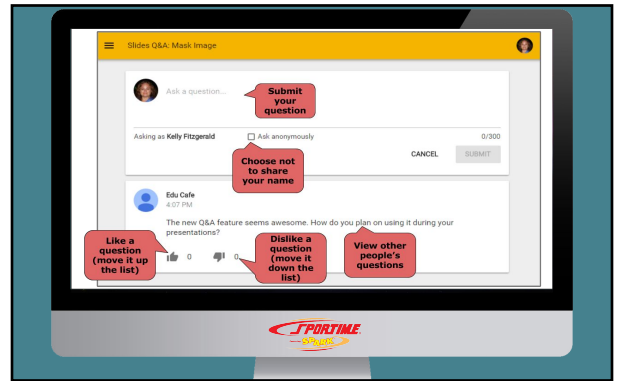 Slides Q&A: Mask Image
Ask a question...
Submit
your
question
Asking as Kelly Fitzgerald
Ask anonymously
0/300
CANCEL
SUBMIT
Choose not
to share
your name
Edu Cafe
4:07 PM
The new Q&A feature seems awesome. How do you plan on using it during your
presentations?
Like a
question
(move it up
the list)
0
Dislike a
question
(move it
down the
list)
0
View other
people's
questions
SPORTIME
SPARK